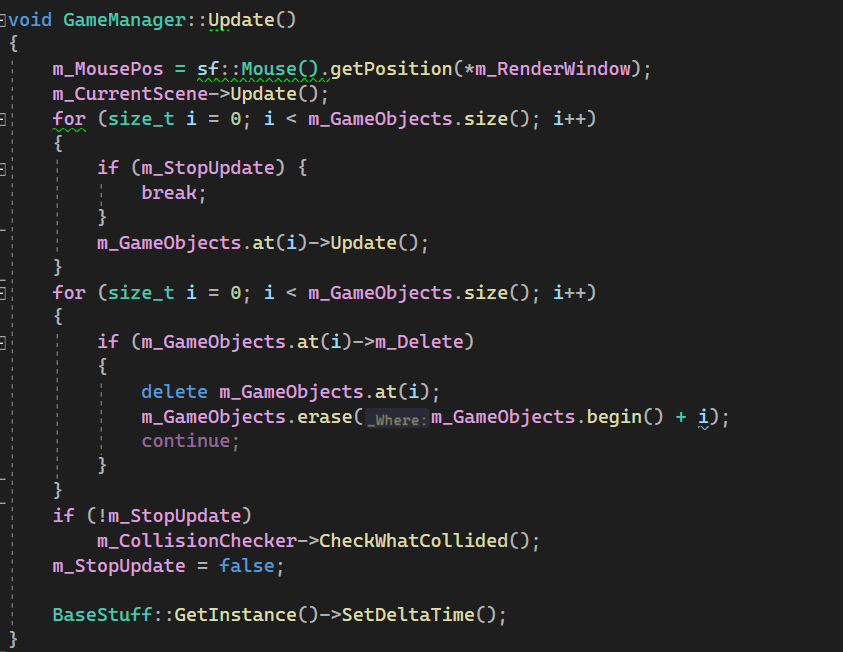 void GameManager::Update()
{
    m_MousePos = sf::Mouse().getPosition(*m_RenderWindow);
    m_CurrentScene->Update();
    for (size_t i = 0; i < m_GameObjects.size(); i++)
    {
        if (m_StopUpdate) {
            break;
        }
        m_GameObjects.at(i)->Update();
    }
    for (size_t i = 0; i < m_GameObjects.size(); i++)
    {
        if (m_GameObjects.at(i)->m_Delete)
        {
            delete m_GameObjects.at(i);
            m_GameObjects.erase(_Where:m_GameObjects.begin() + i);
            continue;
        }
    }
    if (!m_StopUpdate)
        m_CollisionChecker->CheckWhatCollided();
    m_StopUpdate = false;

    BaseStuff::GetInstance()->SetDeltaTime();
}